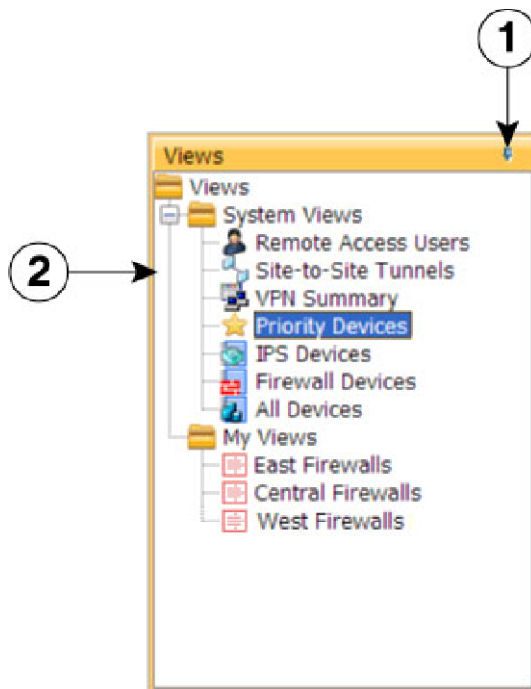 1
Views
Views
System Views
Remote Access Users
2
Site-to-Site Tunnels
VPN Summary
Priority Devices
IPS Devices
Firewall Devices
All Devices
My Views
East Firewalls
Central Firewalls
West Firewalls